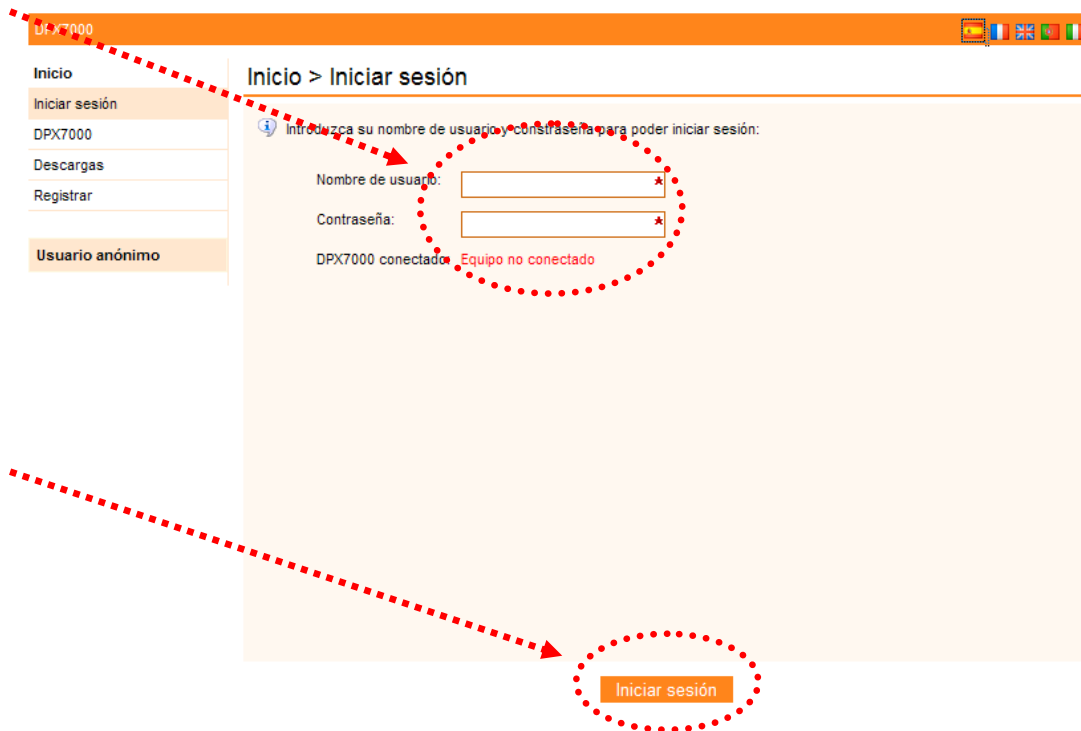 DPX7000
Inicio
Iniciar sesión
DPX7000
Descargas
Registrar
Usuario anónimo
Inicio > Iniciar sesión
Introduzca su nombre de usuario y constraseña para poder iniciar sesión:
Nombre de usuario:
Contraseña:
DPX7000 conectado: Equipo no conectado
Iniciar sesión